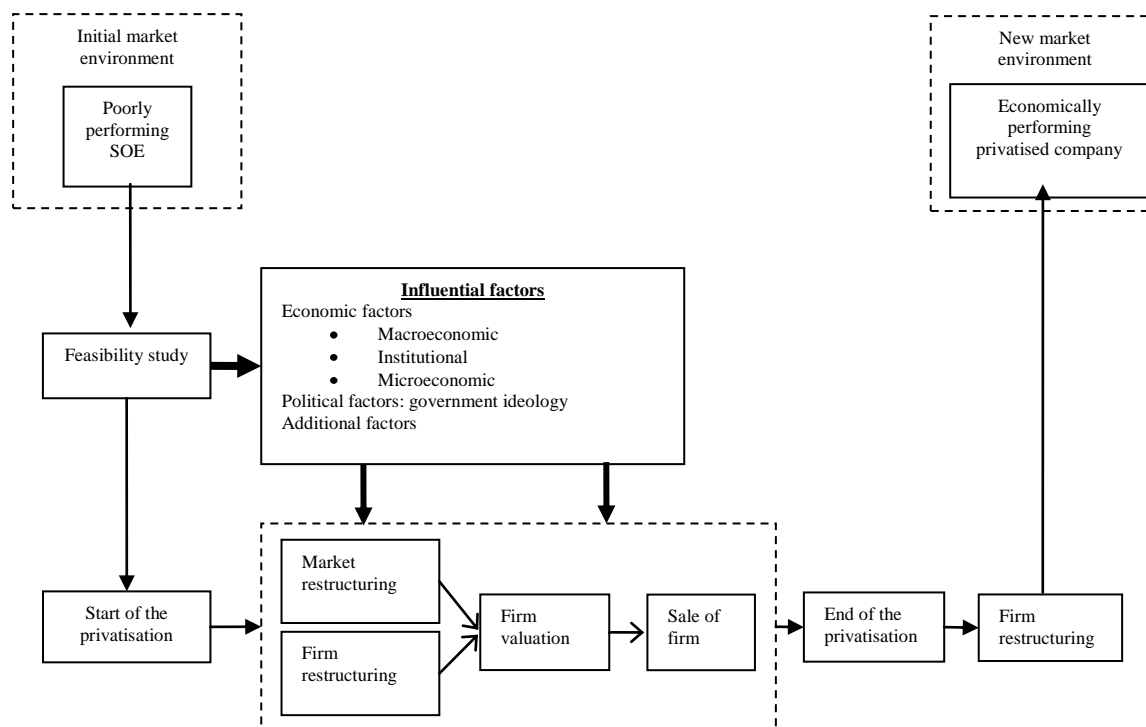 Initial market
environment
Poorly
performing
SOE
New market
environment
Economically
performing
privatised company
Influential factors
Economic factors
• Macroeconomic
• Institutional
• Microeconomic
Political factors: government ideology
Additional factors
Feasibility study
Start of the
privatisation
Market
restructuring
Firm
restructuring
Firm
valuation
Sale of
firm
End of the
privatisation
Firm
restructuring